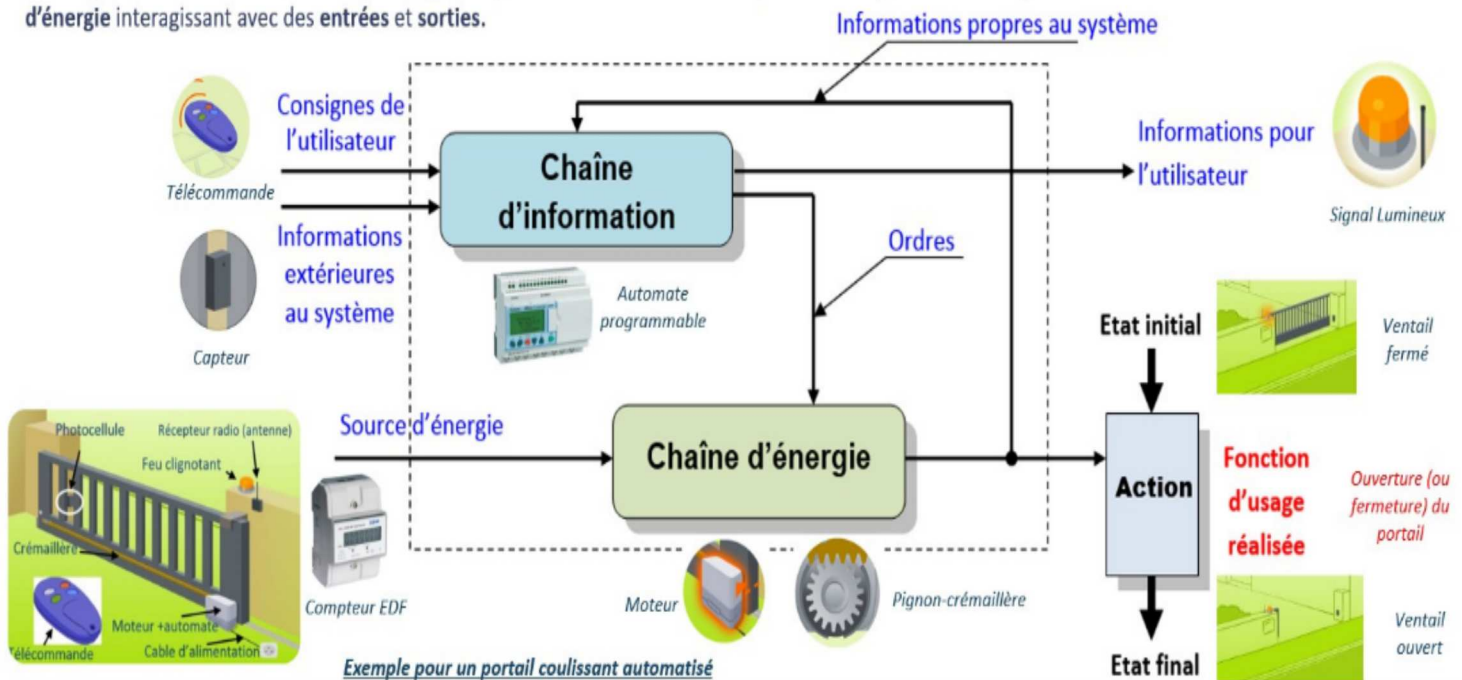 d'énergie interagissant avec des entrées et sorties.
Informations propres au système
Consignes de
l'utilisateur
Télécommande
Chaîne
d'information
Informations pour
l'utilisateur
Signal Lumineux
Informations
extérieures
au système
Capteur
Automate
programmable
Ordres
Etat initial
Ventail
fermé
Source d'énergie
Chaîne d'énergie
Action
Fonction
d'usage
réalisée
Ouverture (ou
fermeture) du
portail
Photocellule
Récepteur radio (antenne)
Feu clignotant
Crémaillère
Moteur +automate
Télécommande
Cable d'alimentation
Compteur EDF
Moteur
Pignon-crémaillère
Ventail
ouvert
Etat final
Exemple pour un portail coulissant automatisé